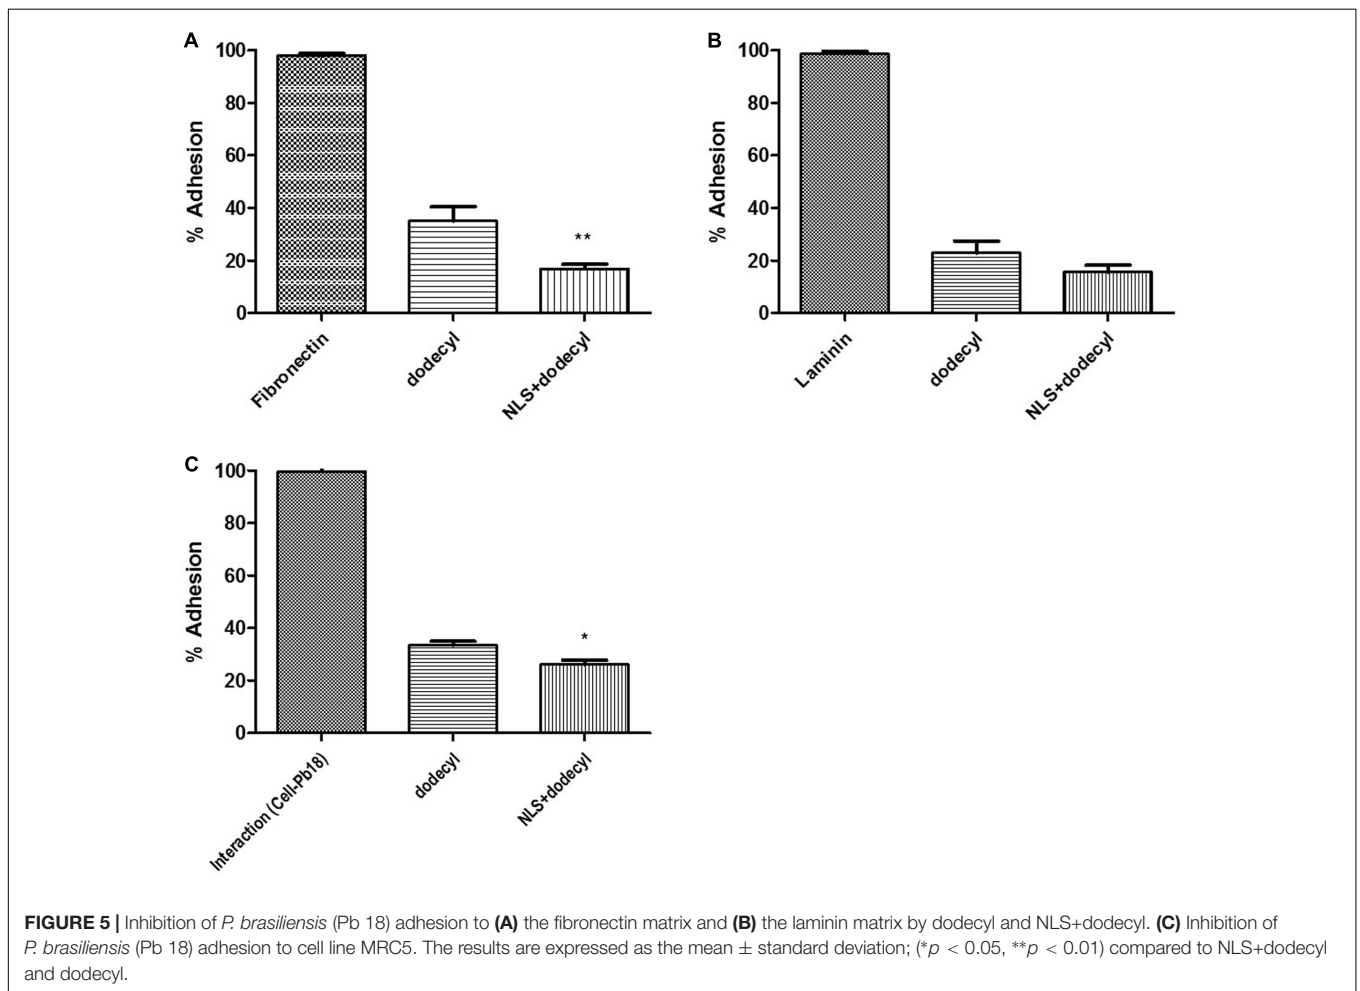 A
% Adhesion
100
80
60
40
20
0
**
Fibronectin
dodecyl
NLS+dodecyl
B
% Adhesion
100
80
60
40
20
0
Laminin
dodecyl
NLS+dodecyl
C
% Adhesion
100
80
60
40
20
0
*
Interaction (Cell-Pb18)
dodecyl
NLS+dodecyl
FIGURE 5 | Inhibition of P. brasiliensis (Pb 18) adhesion to (A) the fibronectin matrix and (B) the laminin matrix by dodecyl and NLS+dodecyl. (C) Inhibition of
P. brasiliensis (Pb 18) adhesion to cell line MRC5. The results are expressed as the mean ± standard deviation; (*p < 0.05, **p < 0.01) compared to NLS+dodecyl
and dodecyl.